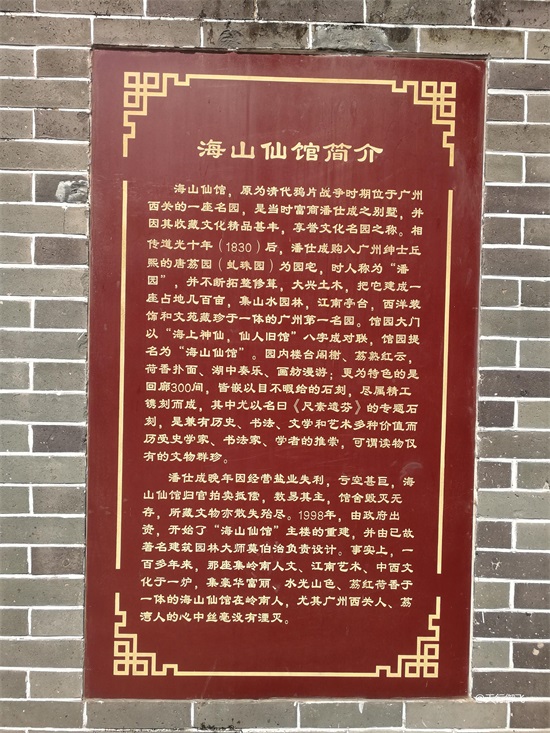 海山仙馆简介
海山仙馆，原为清代鸦片战争时期位于广州
西关的一座名园，是当时富商潘仕成之别墅，并
因其收藏文化精品甚丰，享誉文化名园之称。相
传道光十年（1830）后，潘仕成购入广州绅士丘
熙的唐荔园（虬珠园）为园宅，时人称为“潘
园”，并不断拓整修葺，大兴土木，把它建成一
座占地几百亩，集山水园林，江南亭台，西洋装
饰和文苑藏珍于一体的广州第一名园。馆园大门
以“海上神仙，仙人旧馆”八字成对联，馆园提
名为“海山仙馆”。园内楼台阁榭、荔熟红云，
荷香扑面、湖中奏乐、画舫漫游；更为特色的是
回廊300间，皆嵌以目不暇给的石刻，尽属精工
镌刻而成，其中尤以名曰《尺素遗芬》的专题石
刻，是兼有历史、书法、文学和艺术多种价值而
历受史学家、书法家、学者的推崇，可谓读物仅
有的文物群珍。
潘仕成晚年因经营盐业失利，亏空甚巨，海
山仙馆归官拍卖抵偿，数易其主，馆舍毁灭无
存，所藏文物亦散失殆尽。1998年，由政府出
资，开始了“海山仙馆”主楼的重建，并由已故
著名建筑园林大师莫伯治负责设计。事实上，一
百多年来，那座集岭南人文、江南艺术、中西文
化于一炉，集豪华富丽、水光山色、荔红荷香于
一体的海山仙馆在岭南人，尤其广州西关人、荔
湾人的心中丝毫没有湮灭。